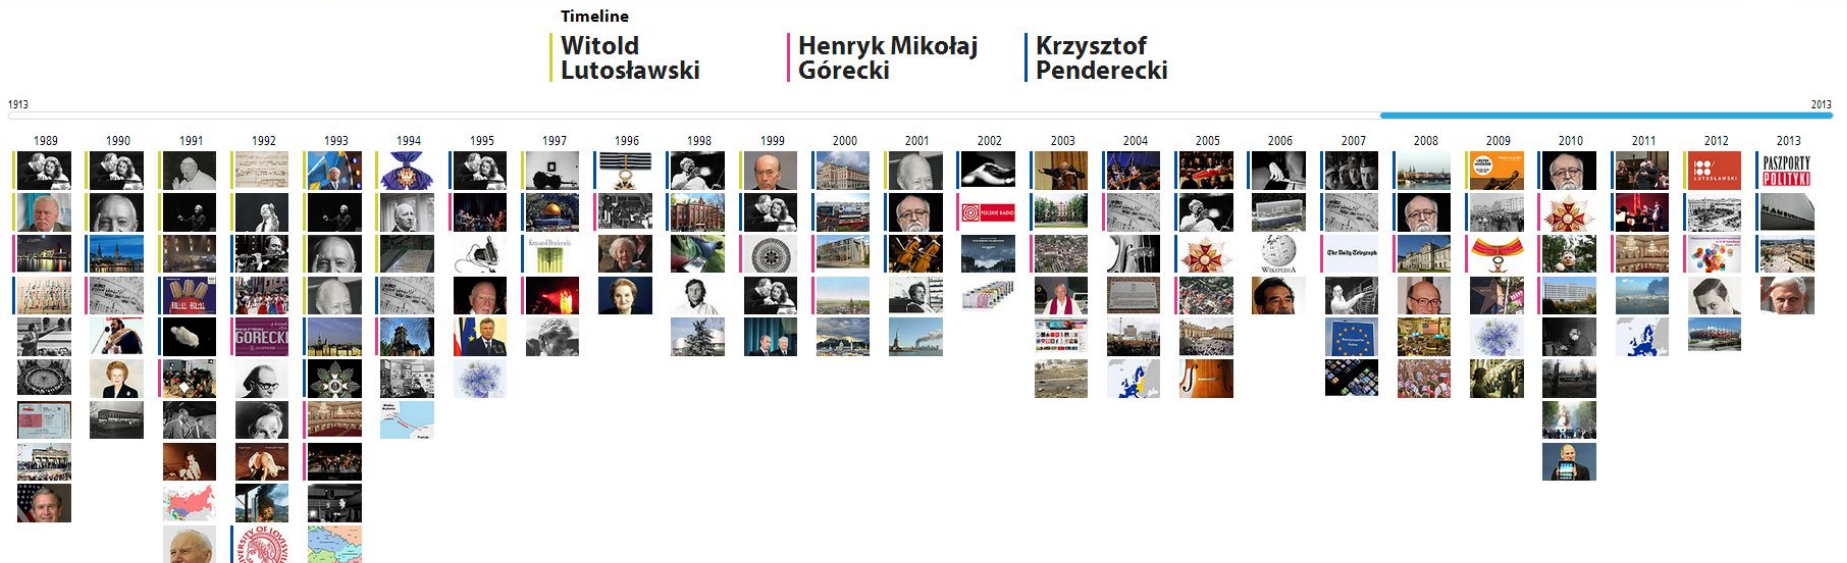 Timeline
Witold
Lutosławski
Henryk Mikołaj
Górecki
Krzysztof
Penderecki
1913
2013
1989 1990 1991 1992 1993 1994 1995 1997 1996 1998 1999 2000 2001 2002 2003 2004 2005 2006 2007 2008 2009 2010 2011 2012 2013
PASZPORTY
POLITYKI
LUTOSŁAWSKI
POLSKIE RADIO
WIKIPEDIA
The Daily Telegraph
GÓRECKI